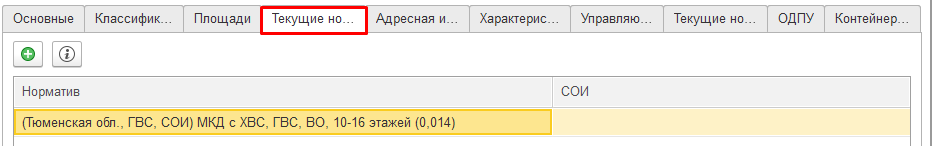 Основные Классифик... Площади Текущие но... Адресная и... Характерис... Управляю... Текущие но... ОДПУ Контейнер...
Норматив СОИ
(Тюменская обл., ГВС, СОИ) МКД с ХВС, ГВС, ВО, 10-16 этажей (0,014)